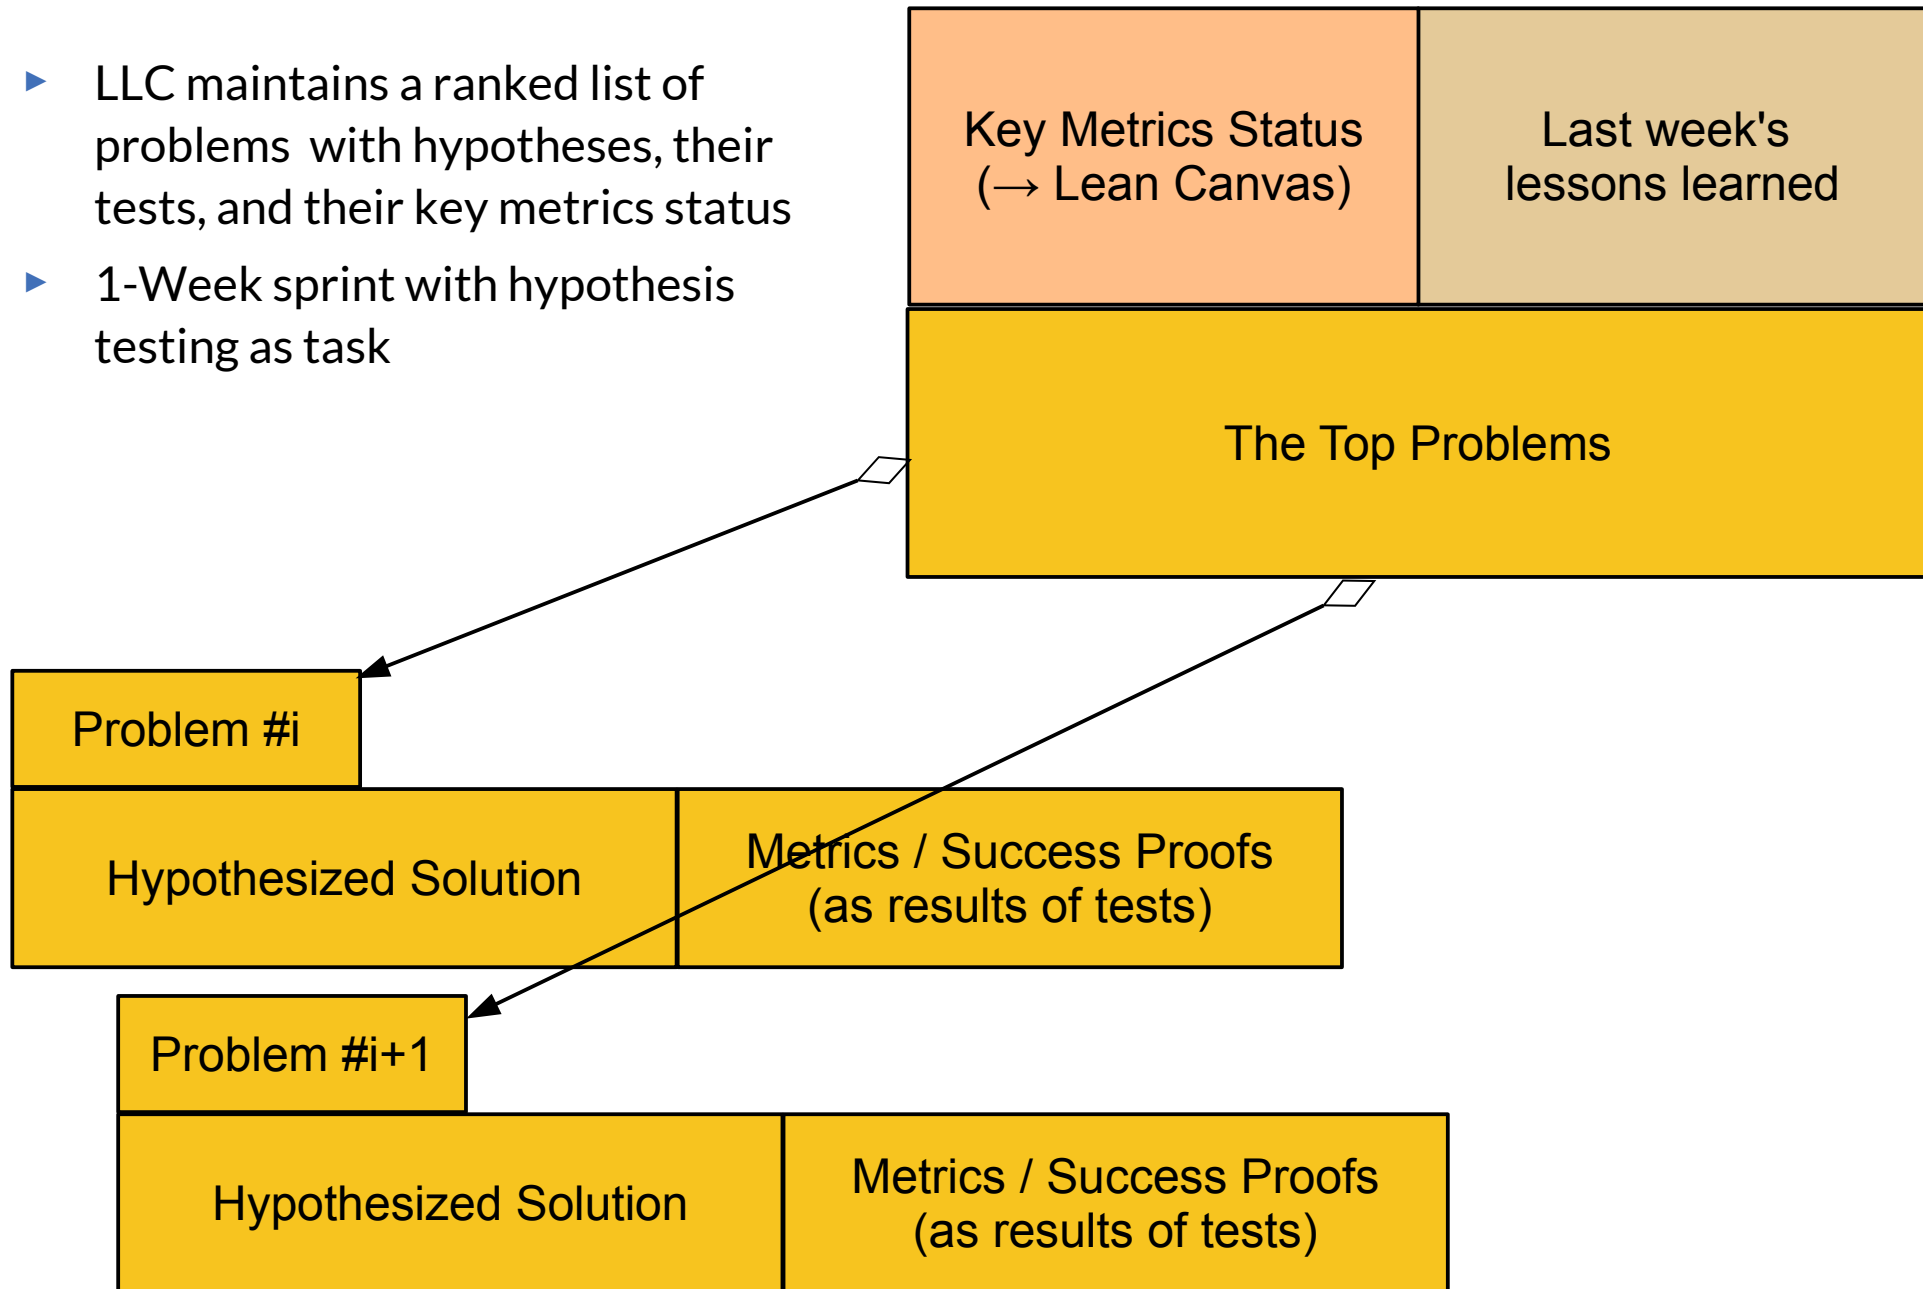 ► LLC maintains a ranked list of
problems  with hypotheses, their
tests, and their key metrics status
► 1-Week sprint with hypothesis
testing as task
Key Metrics Status
(→ Lean Canvas)
Last week's
lessons learned
The Top Problems
Problem #i
Hypothesized Solution
Metrics / Success Proofs
(as results of tests)
Problem #i+1
Hypothesized Solution
Metrics / Success Proofs
(as results of tests)